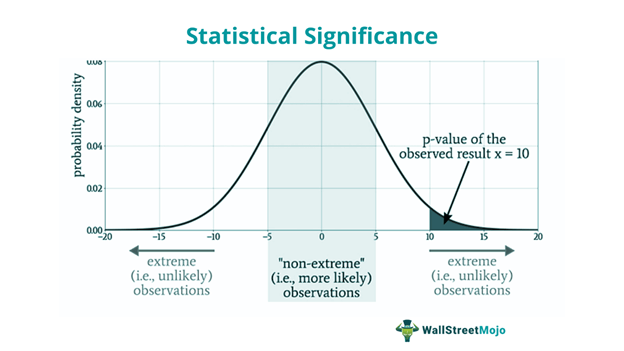 Statistical Significance
0.08
0.06
0.04
0.02
0.00
probability density
p-value of the
observed result x = 10
−20
−15
−10
−5
0
5
10
15
20
extreme
(i.e., unlikely)
observations
"non-extreme"
(i.e., more likely)
observations
extreme
(i.e., unlikely)
observations
WallStreetMojo